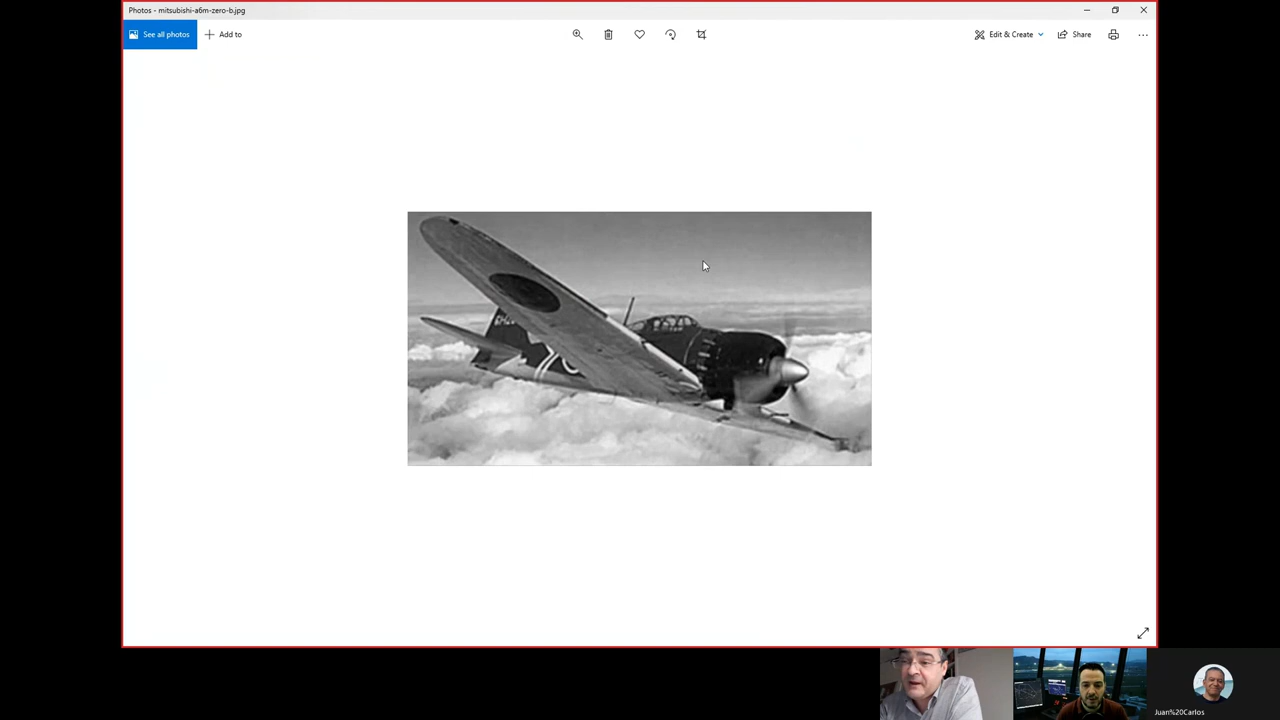 Photos - mitsubishi-a6m-zero-b.jpg
See all photos
Add to
Edit & Create
Share
Juan%20Carlos